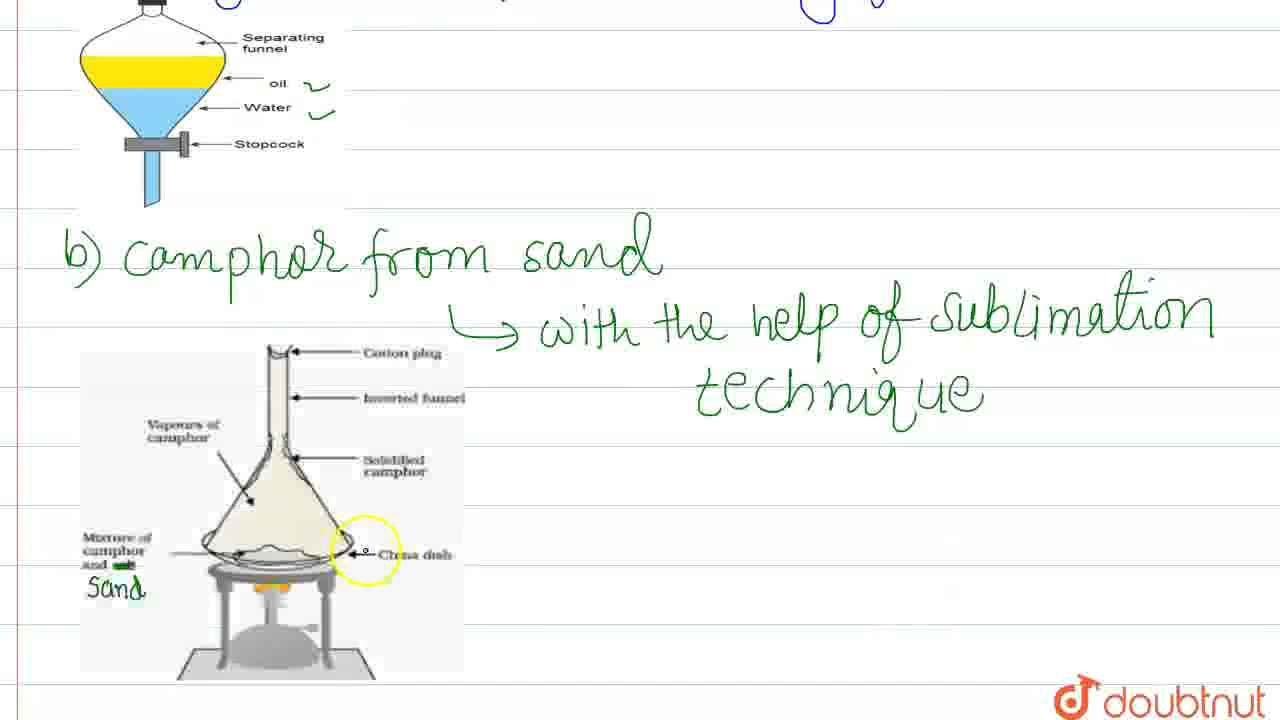 Separating
funnel
oil
Water
Stopcock
b) camphor from sand
with the help of sublimation
technique
Cotton plug
Inverted funnel
Vapours of
camphor
Solidified
camphor
Mixture of
camphor
and
sand
China dish
doubtnut